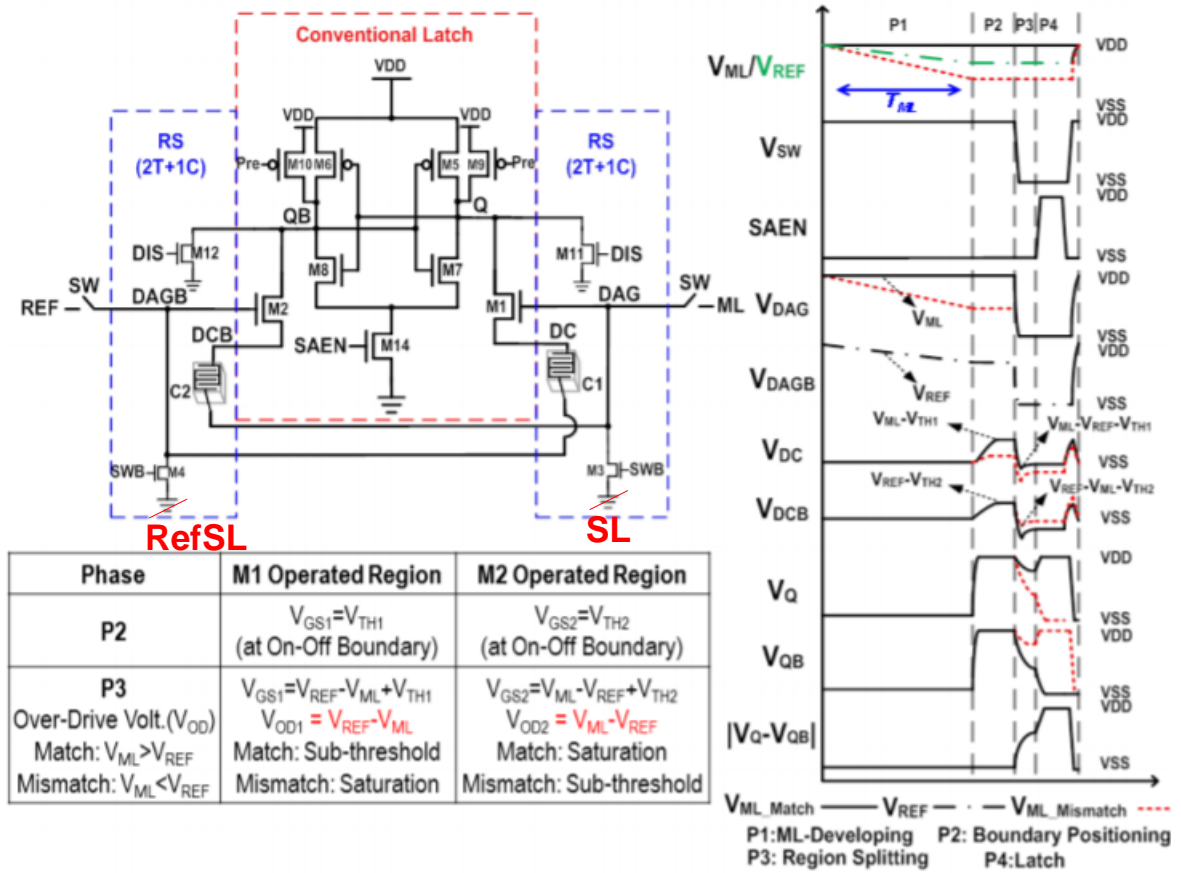 Conventional Latch
VDD
RS
(2T+1C)
VDD
VDD
RS
(2T+1C)
Pre
M10
M6
M5
M9
Pre
QB
Q
DIS
M12
M11
DIS
M8
M7
SW
DAGB
REF
M2
M1
DAG
SW
ML
DCB
SAEN
M14
DC
C2
C1
SWB
M4
M3
SWB
RefSL
SL
Phase
M1 Operated Region
M2 Operated Region
P2
VGS1=VTH1
(at On-Off Boundary)
VGS2=VTH2
(at On-Off Boundary)
P3
Over-Drive Volt.(VOD)
Match: VML>VREF
Mismatch: VML<VREF
VGS1=VREF-VML+VTH1
VOD1 = VREF-VML
Match: Sub-threshold
Mismatch: Saturation
VGS2=VML-VREF+VTH2
VOD2 = VML-VREF
Match: Saturation
Mismatch: Sub-threshold
P1
P2
P3
P4
VML/VREF
VDD
TML
VSS
VSW
VDD
VSS
SAEN
VDD
VSS
VDAG
VDD
VML
VSS
VDAGB
VDD
VREF
VSS
VDC
VML-VTH1
VML-VREF-VTH1
VSS
VDCB
VREF-VTH2
VREF-VML-VTH2
VSS
VQ
VDD
VSS
VQB
VDD
VSS
|VQ-VQB|
VDD
VSS
VML_Match
VREF
VML_Mismatch
P1:ML-Developing P2: Boundary Positioning
P3: Region Splitting P4:Latch